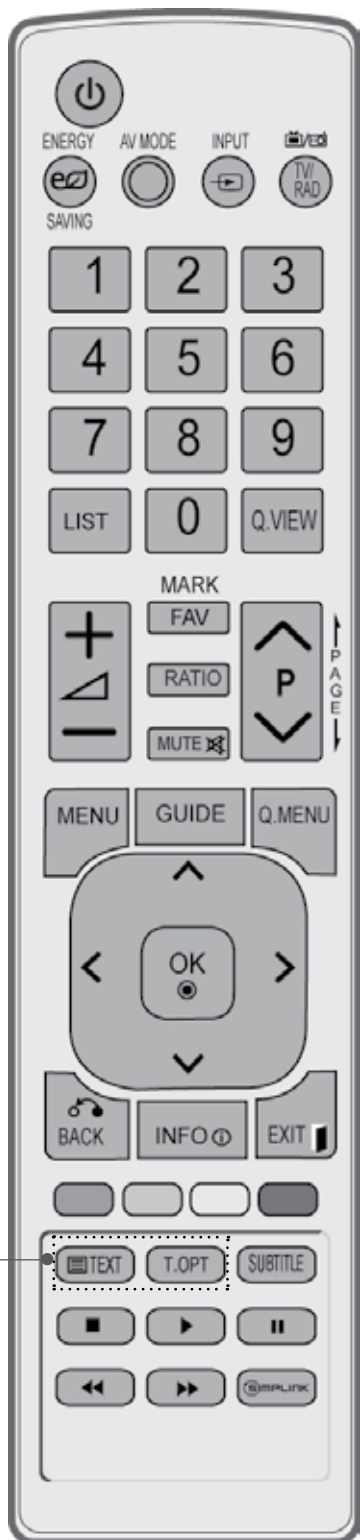 ENERGY AV MODE INPUT
TV/
RAD
SAVING
1 2 3
4 5 6
7 8 9
LIST 0 Q.VIEW
MARK
FAV
RATIO
P
PAGE
MUTE
MENU GUIDE Q.MENU
OK
BACK INFO EXIT
TEXT T.OPT SUBTITLE
SIMPLINK